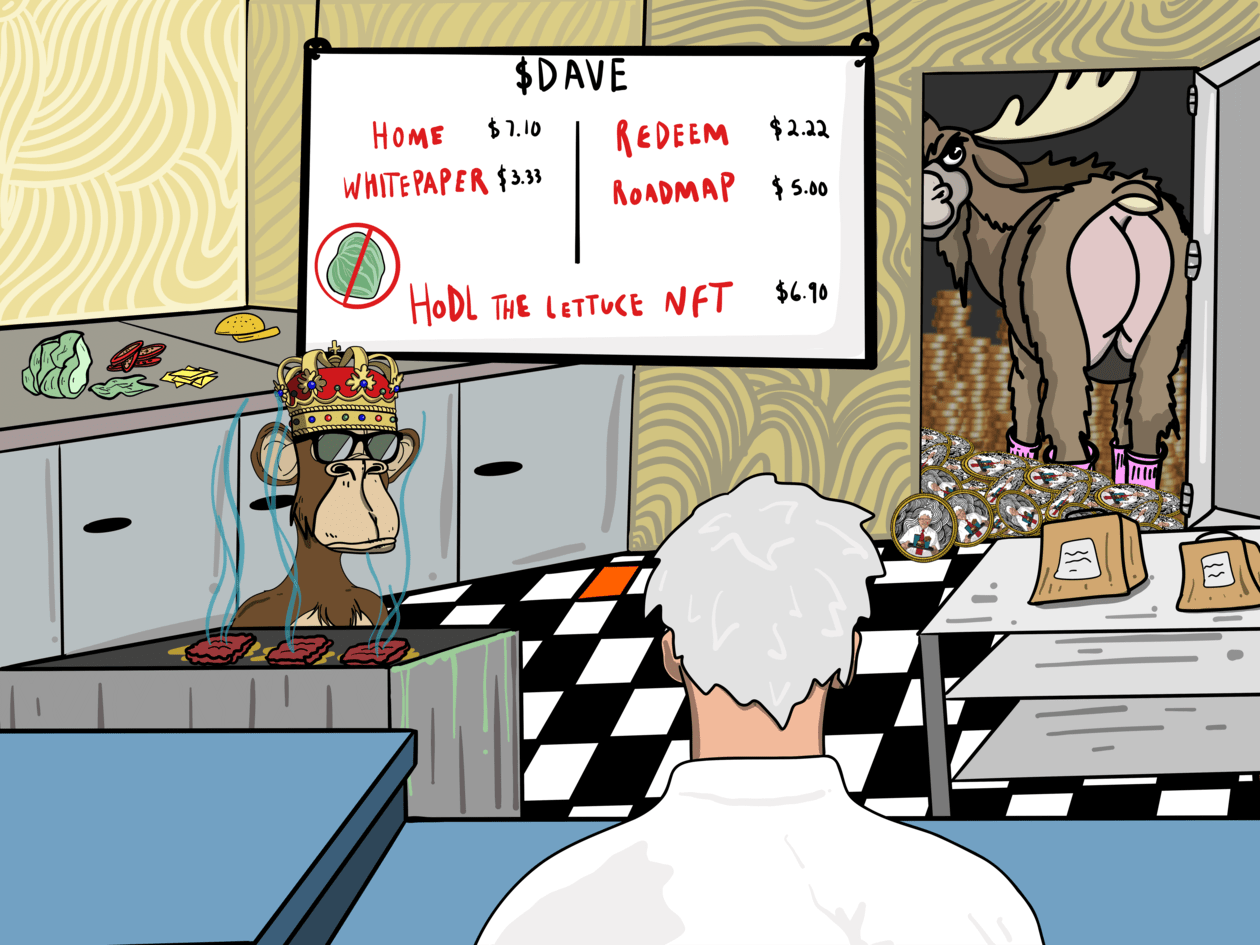 $DAVE
HOME $7.10
WHITEPAPER $3.33
REDEEM $2.22
ROADMAP $5.00
HODL THE LETTUCE NFT $6.90